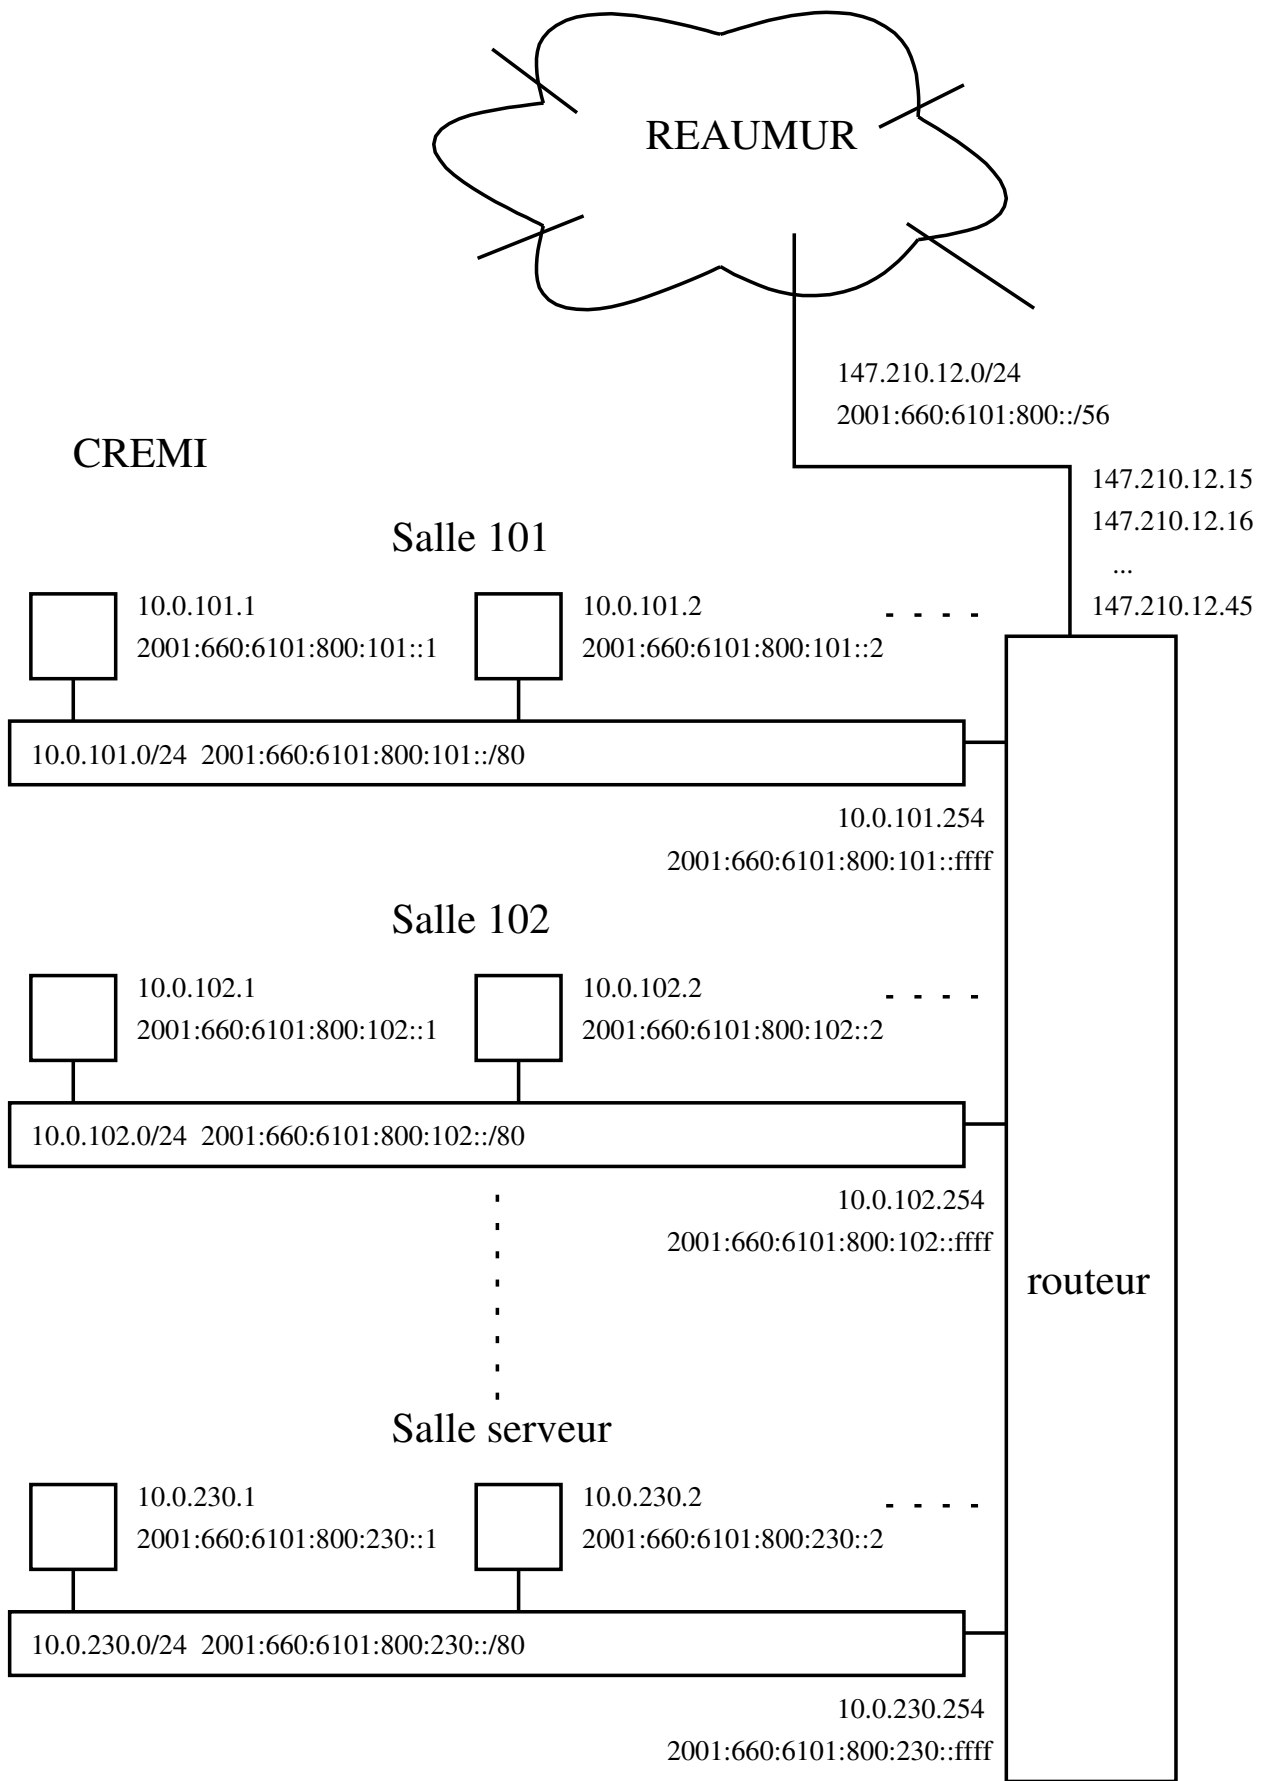 REAUMUR
147.210.12.0/24
2001:660:6101:800::/56
CREMI
147.210.12.15
147.210.12.16
...
147.210.12.45
Salle 101
10.0.101.1
2001:660:6101:800:101::1
10.0.101.2
2001:660:6101:800:101::2
10.0.101.0/24 2001:660:6101:800:101::/80
10.0.101.254
2001:660:6101:800:101::ffff
Salle 102
10.0.102.1
2001:660:6101:800:102::1
10.0.102.2
2001:660:6101:800:102::2
10.0.102.0/24 2001:660:6101:800:102::/80
10.0.102.254
2001:660:6101:800:102::ffff
routeur
Salle serveur
10.0.230.1
2001:660:6101:800:230::1
10.0.230.2
2001:660:6101:800:230::2
10.0.230.0/24 2001:660:6101:800:230::/80
10.0.230.254
2001:660:6101:800:230::ffff